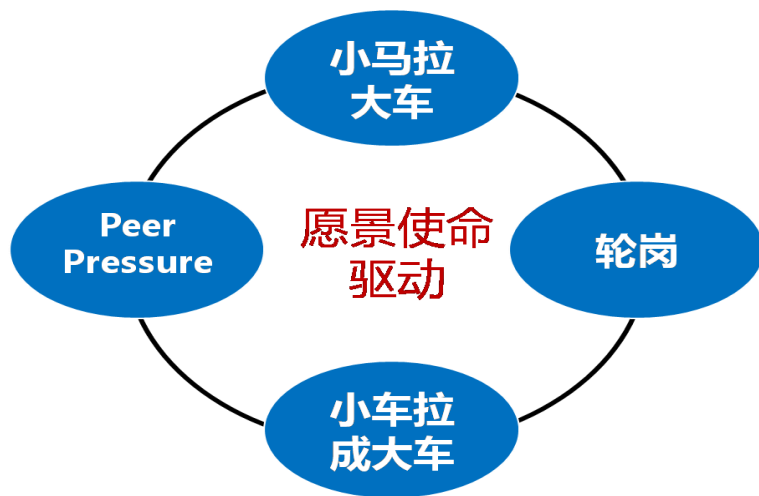 小马拉
大车
Peer
Pressure
愿景使命
驱动
轮岗
小车拉
成大车